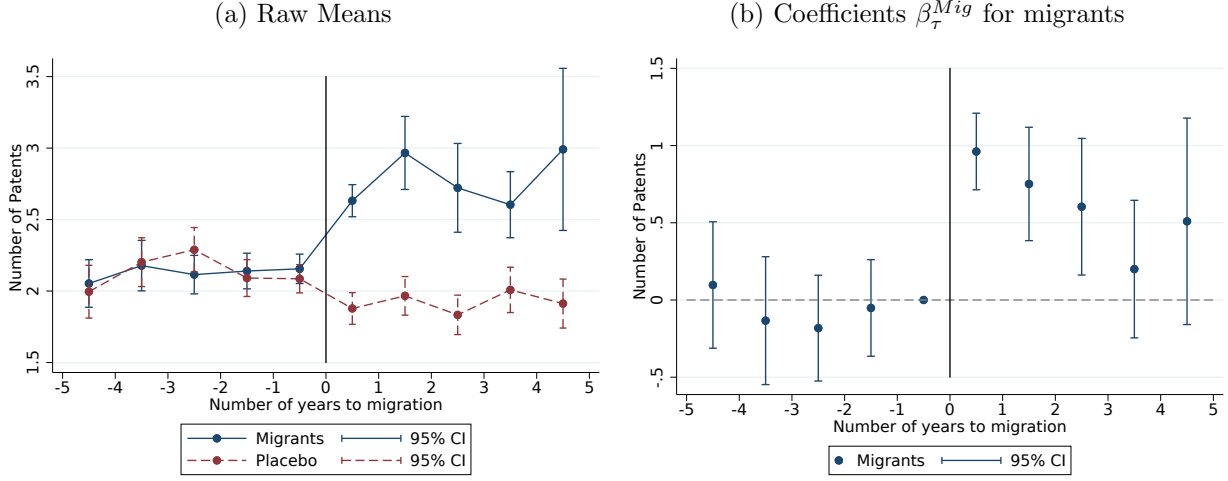 (a) Raw Means
Number of Patents
3.5
3
2.5
2
1.5
-5 -4 -3 -2 -1 0 1 2 3 4 5
Number of years to migration
Migrants 95% CI
Placebo 95% CI
(b) Coefficients β_τ^{Mig} for migrants
Number of Patents
1.5
1
.5
0
-.5
-5 -4 -3 -2 -1 0 1 2 3 4 5
Number of years to migration
Migrants 95% CI